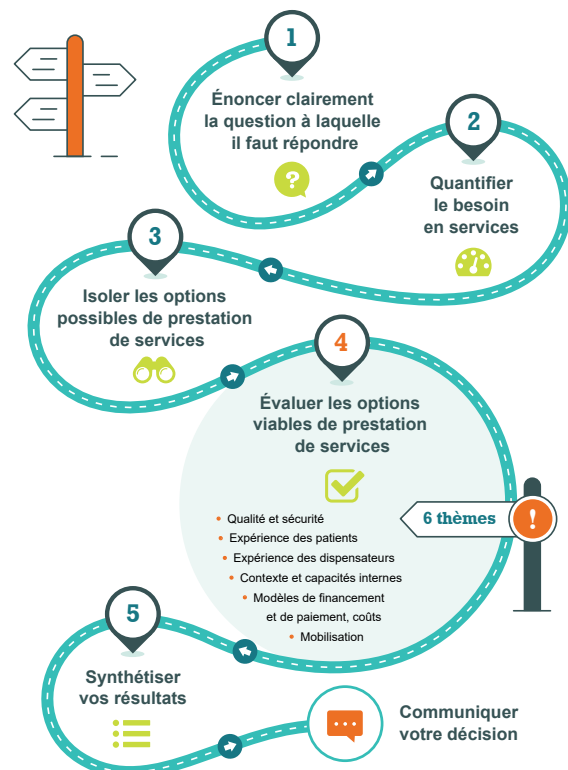 1
Énoncer clairement
la question à laquelle
il faut répondre
?
2
Quantifier
le besoin
en services
3
Isoler les options
possibles de prestation
de services
4
Évaluer les options
viables de prestation
de services
6 thèmes
!
• Qualité et sécurité
• Expérience des patients
• Expérience des dispensateurs
• Contexte et capacités internes
• Modèles de financement
et de paiement, coûts
• Mobilisation
5
Synthétiser
vos résultats
Communiquer
votre décision